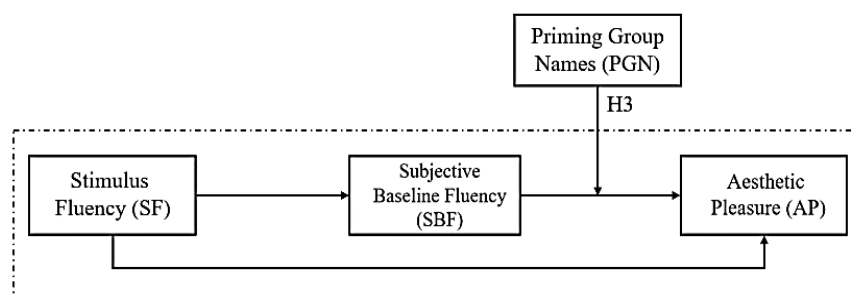 Priming Group
Names (PGN)
H3
Stimulus
Fluency (SF)
Subjective
Baseline Fluency
(SBF)
Aesthetic
Pleasure (AP)